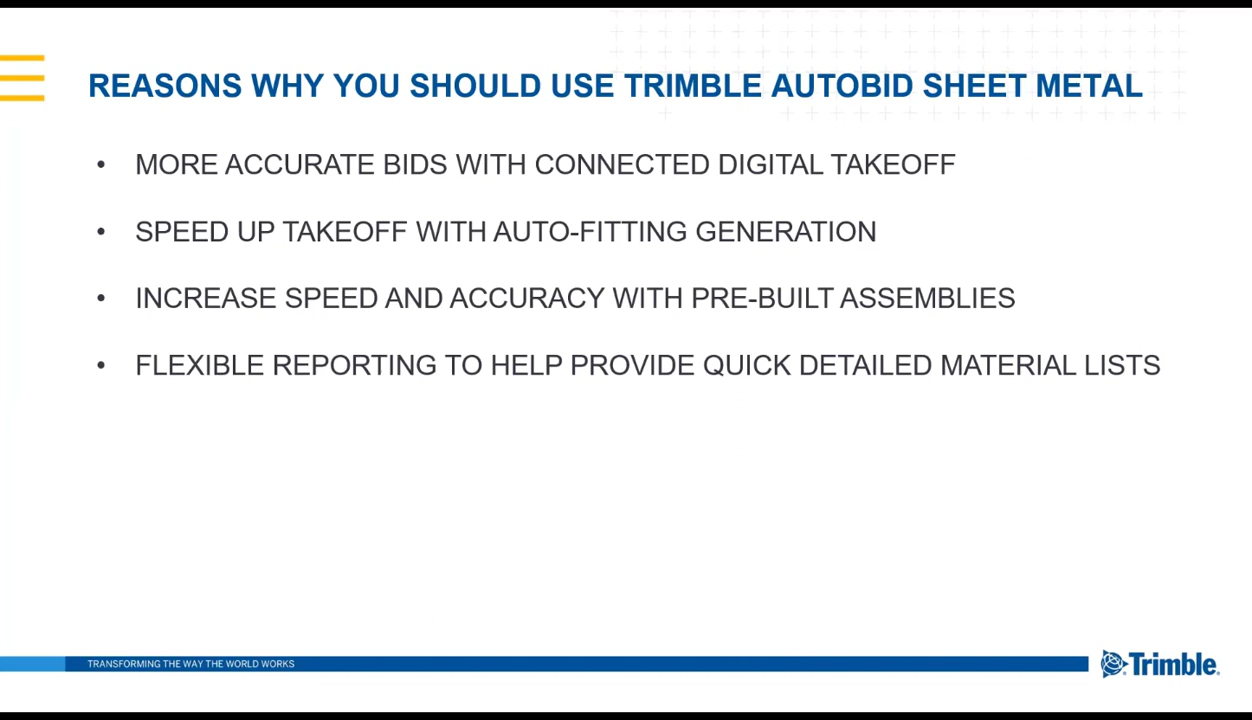 REASONS WHY YOU SHOULD USE TRIMBLE AUTOBID SHEET METAL
• MORE ACCURATE BIDS WITH CONNECTED DIGITAL TAKEOFF
• SPEED UP TAKEOFF WITH AUTO-FITTING GENERATION
• INCREASE SPEED AND ACCURACY WITH PRE-BUILT ASSEMBLIES
• FLEXIBLE REPORTING TO HELP PROVIDE QUICK DETAILED MATERIAL LISTS
TRANSFORMING THE WAY THE WORLD WORKS
Trimble